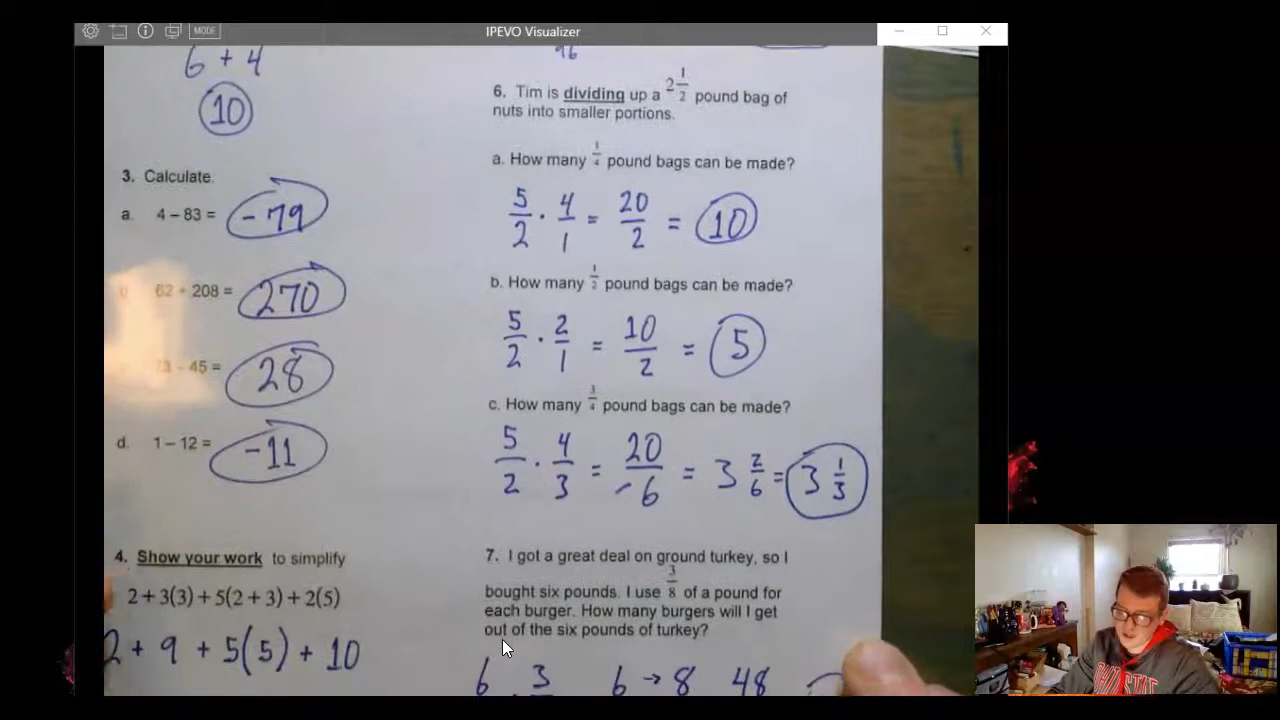 MODE
IPEVO Visualizer
6 + 4
10
3. Calculate.
a. 4 – 83 = -79
62 + 208 = 270
73 – 45 = 28
d. 1 – 12 = -11
4. Show your work to simplify
2 + 3(3) + 5(2 + 3) + 2(5)
2 + 9 + 5(5) + 10
96
6. Tim is dividing up a 2 1/2 pound bag of
nuts into smaller portions.
a. How many 1/4 pound bags can be made?
5/2 · 4/1 = 20/2 = 10
b. How many 1/2 pound bags can be made?
5/2 · 2/1 = 10/2 = 5
c. How many 3/4 pound bags can be made?
5/2 · 4/3 = 20/6 = 3 2/6 = 3 1/3
7. I got a great deal on ground turkey, so I
bought six pounds. I use 3/8 of a pound for
each burger. How many burgers will I get
out of the six pounds of turkey?
6 3 6 → 8 48
OHIO STATE